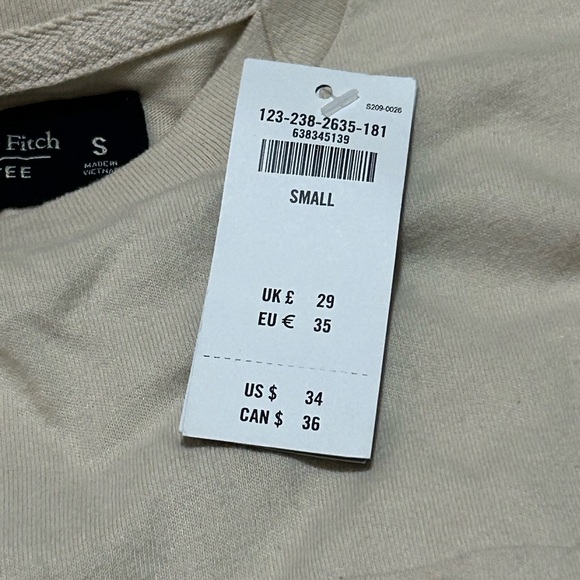 Fitch
EE
S
MADE IN
VIETNAM
S209-0026
123-238-2635-181
638345139
SMALL
UK £ 29
EU € 35
US $ 34
CAN $ 36